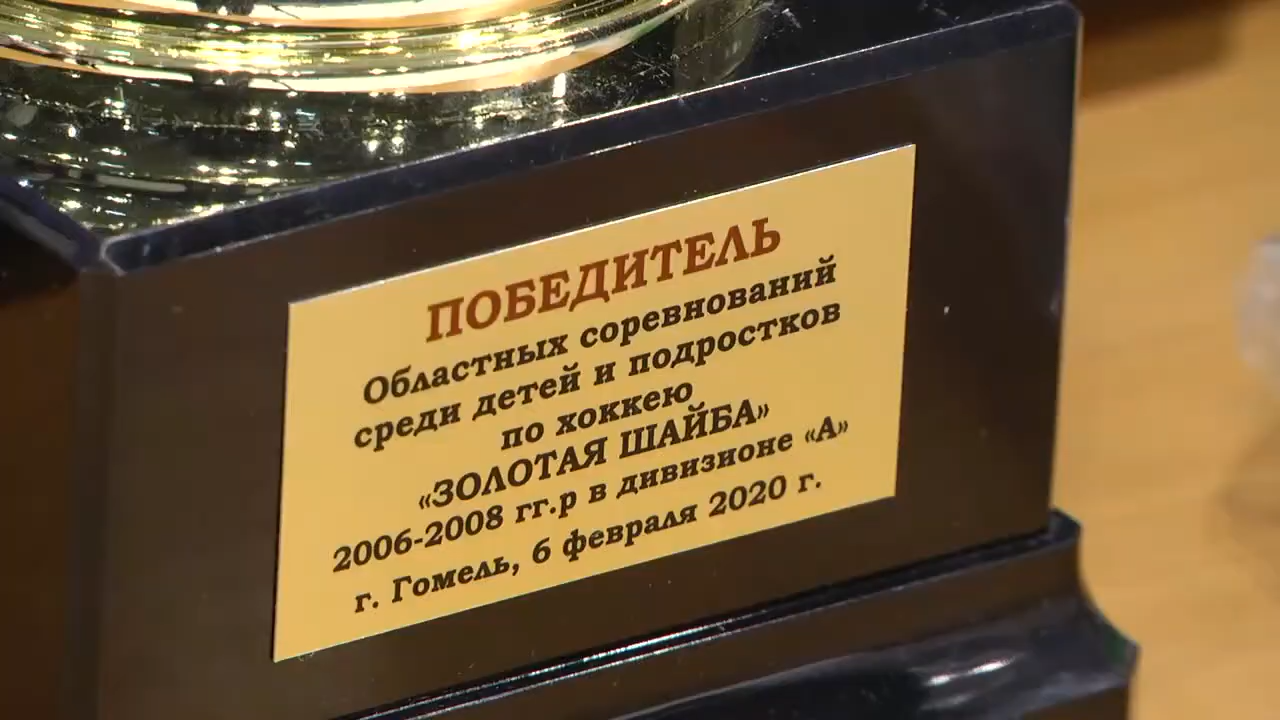 ПОБЕДИТЕЛЬ
Областных соревнований
среди детей и подростков
по хоккею
«ЗОЛОТАЯ ШАЙБА»
2006-2008 гг.р в дивизионе «А»
г. Гомель, 6 февраля 2020 г.